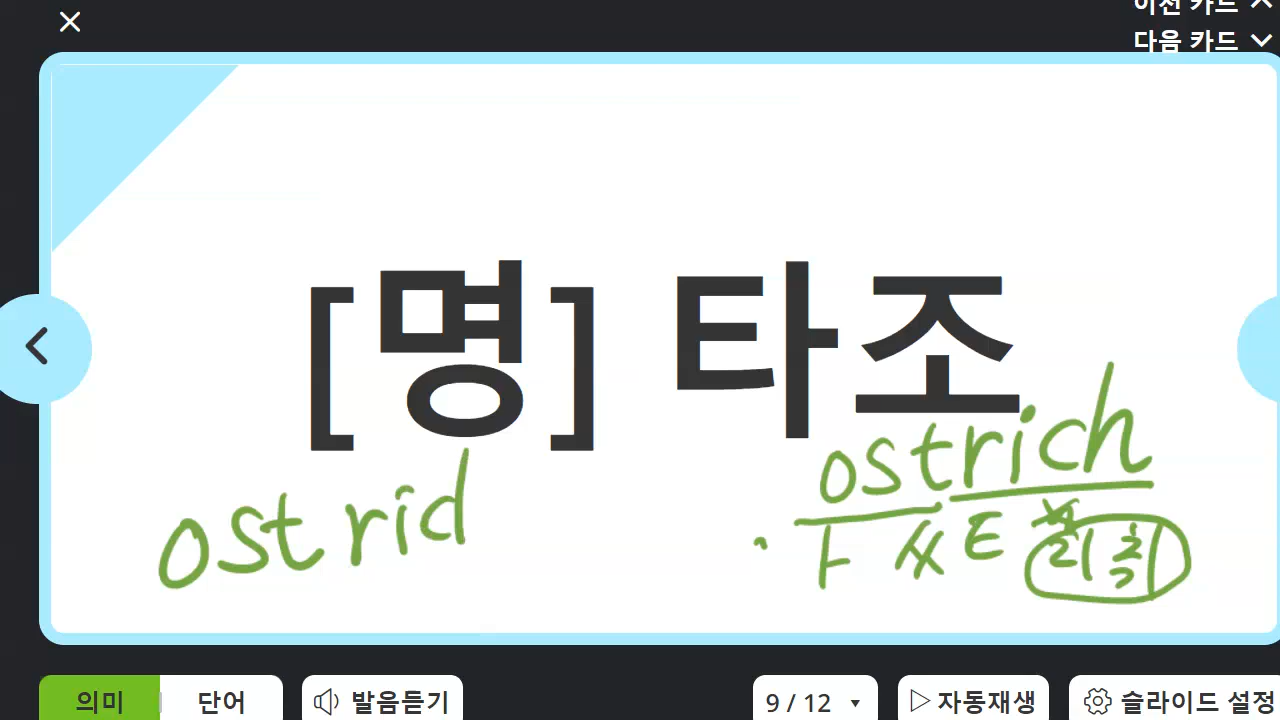 이전 카드
다음 카드
[명] 타조
ostrich
ostrid
의미 단어 발음듣기 9 / 12 자동재생 슬라이드 설정